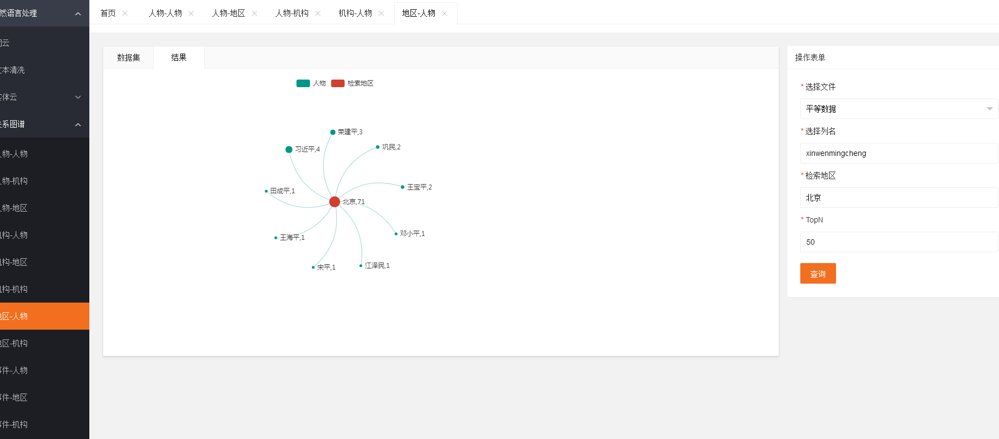 首页
人物-人物
人物-地区
人物-机构
机构-人物
地区-人物
然语言处理
云
本清洗
体云
系图谱
物-人物
物-机构
物-地区
构-人物
构-地区
构-机构
区-人物
区-机构
件-人物
件-地区
件-机构
数据集
结果
人物
检索地区
荣建平,3
习近平,4
巩民,2
王宝平,2
田成平,1
北京,71
邓小平,1
王海平,1
宋平,1
江泽民,1
操作表单
* 选择文件
平等数据
* 选择列名
xinwenmingcheng
* 检索地区
北京
* TopN
50
查询